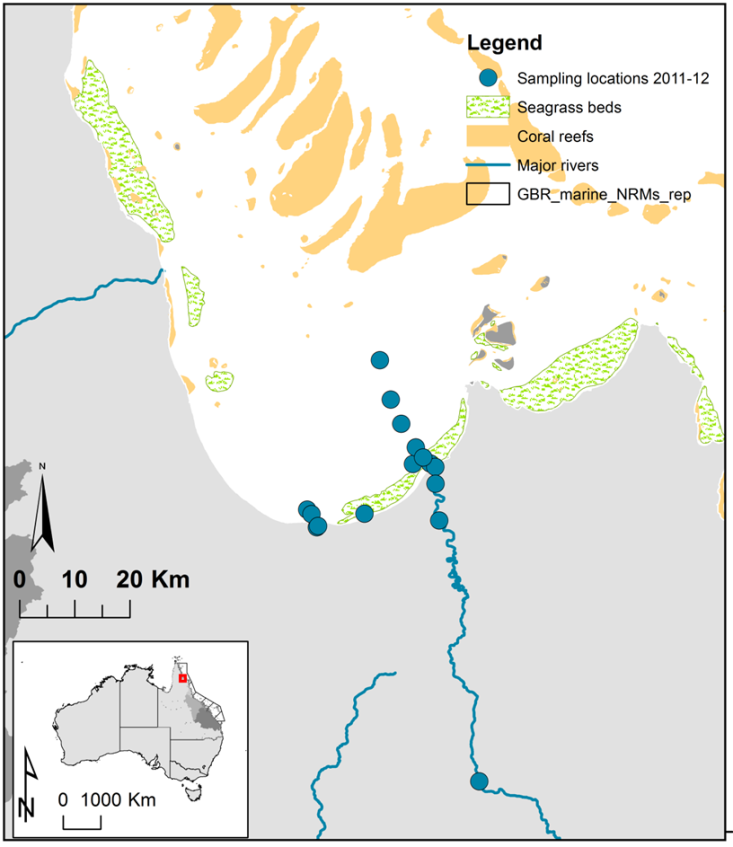 Legend
Sampling locations 2011-12
Seagrass beds
Coral reefs
Major rivers
GBR_marine_NRMs_rep
N
0 10 20 Km
N
0 1000 Km